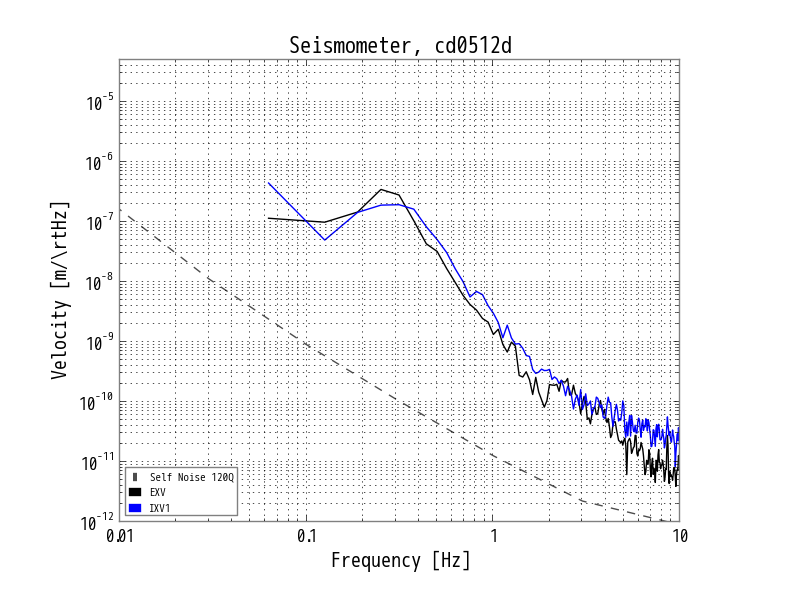 Seismometer, cd0512d
Velocity [m/\rtHz]
10-5
10-6
10-7
10-8
10-9
10-10
10-11
10-12
Self Noise 120Q
EXV
IXV1
0.01
0.1
1
10
Frequency [Hz]